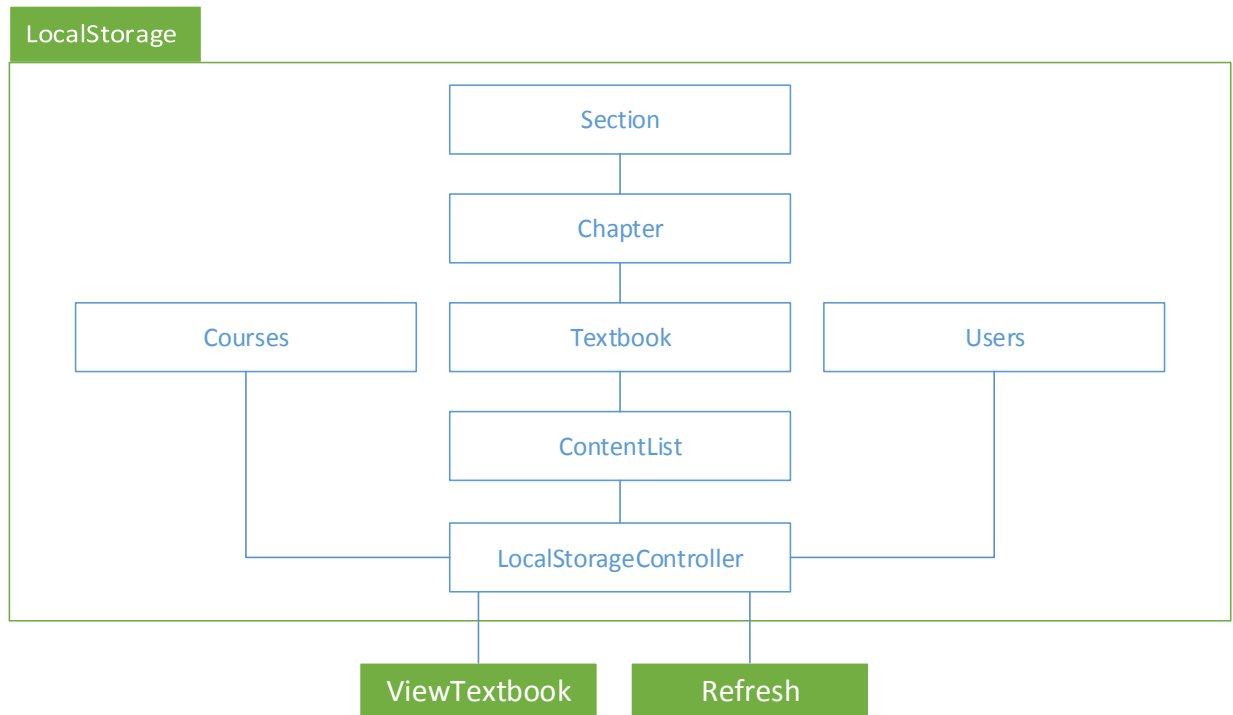 LocalStorage
Section
Chapter
Courses
Textbook
Users
ContentList
LocalStorageController
ViewTextbook
Refresh